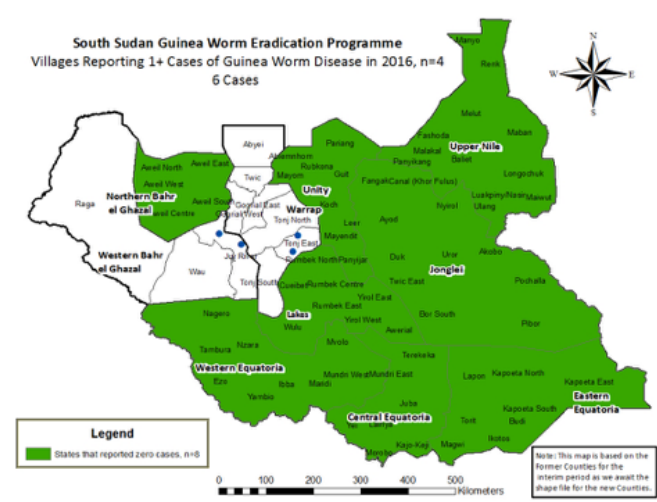 South Sudan Guinea Worm Eradication Programme
Villages Reporting 1+ Cases of Guinea Worm Disease in 2016, n=4
6 Cases
N
W E
S
Manyo
Renk
Melut
Maban
Fashoda
Malakal
Upper Nile
Panyikang
Baliet
Longochuk
Luakpiny/Nasir
Maiwut
Ulang
Abyei
Pariang
Abiemnhom
Rubkona
Mayom
Guit
Unity
Koch
Leer
Mayendit
Panyijar
Fangak
Canal (Khor Fulus)
Nyirol
Ayod
Duk
Uror
Akobo
Jonglei
Twic East
Pochalla
Bor South
Pibor
Aweil North
Aweil East
Aweil West
Aweil South
Aweil Centre
Northern Bahr
el Ghazal
Raga
Western Bahr
el Ghazal
Wau
Jur River
Twic
Gogrial East
Gogrial West
Warrap
Tonj North
Tonj East
Tonj South
Rumbek North
Cueibet
Rumbek Centre
Rumbek East
Yirol East
Yirol West
Awerial
Lakes
Wulu
Nagero
Tambura
Nzara
Western Equatoria
Ezo
Yambio
Ibba
Maridi
Mvolo
Mundri West
Mundri East
Terekeka
Juba
Central Equatoria
Yei
Lainya
Morobo
Kajo-Keji
Magwi
Lapon
Torit
Ikotos
Budi
Kapoeta North
Kapoeta East
Kapoeta South
Eastern
Equatoria
Legend
States that reported zero cases, n=8
0 100 200 300 400 500
Kilometers
Note: This map is based on the
Former Counties for the
interim period as we await the
shape file for the new Counties.